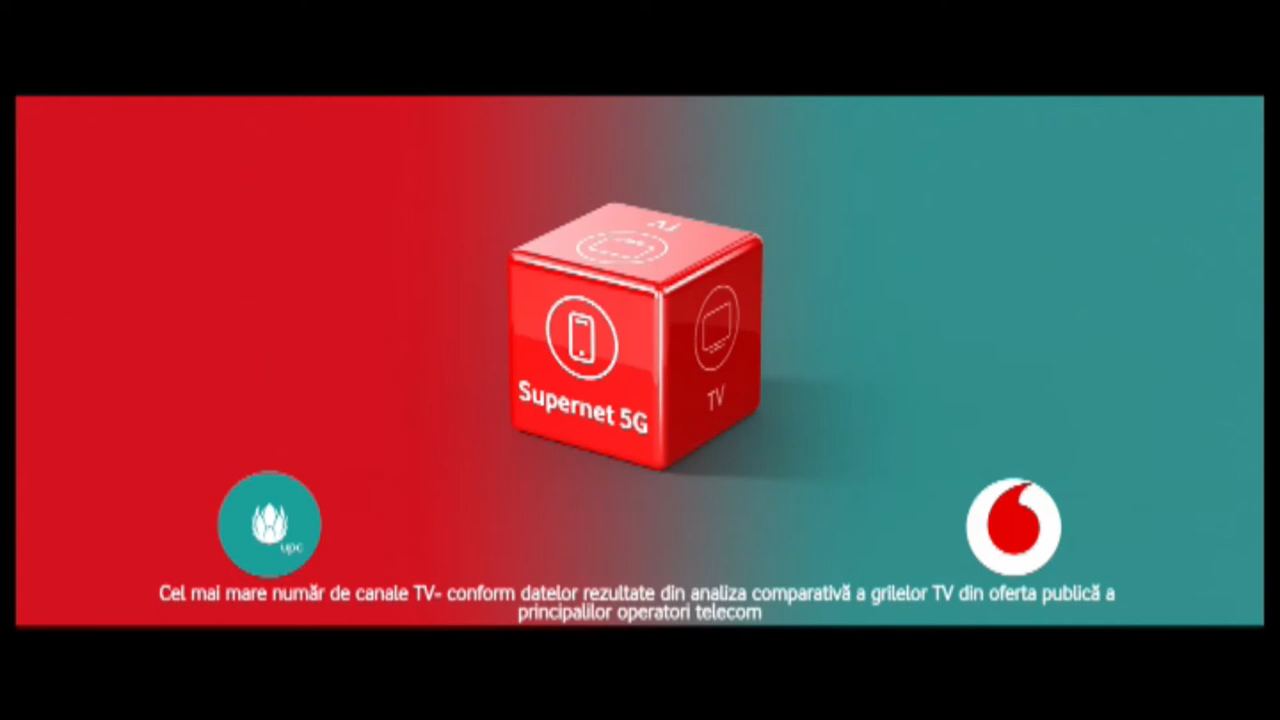 TV
Supernet 5G
TV
upc
Cel mai mare număr de canale TV- conform datelor rezultate din analiza comparativă a grilelor TV din oferta publică a
principalilor operatori telecom